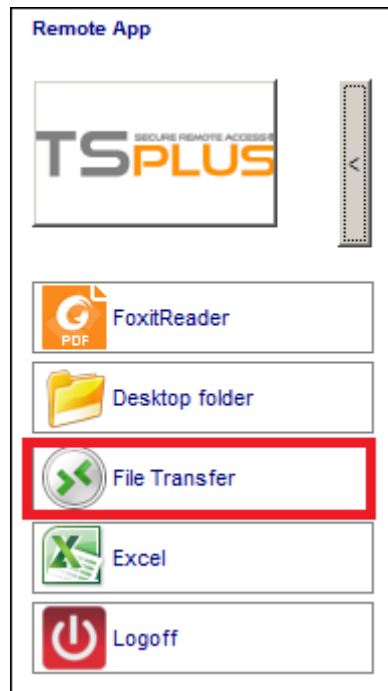 Remote App
SECURE REMOTE ACCESS
TSPLUS
<
FoxitReader
PDF
Desktop folder
File Transfer
Excel
Logoff